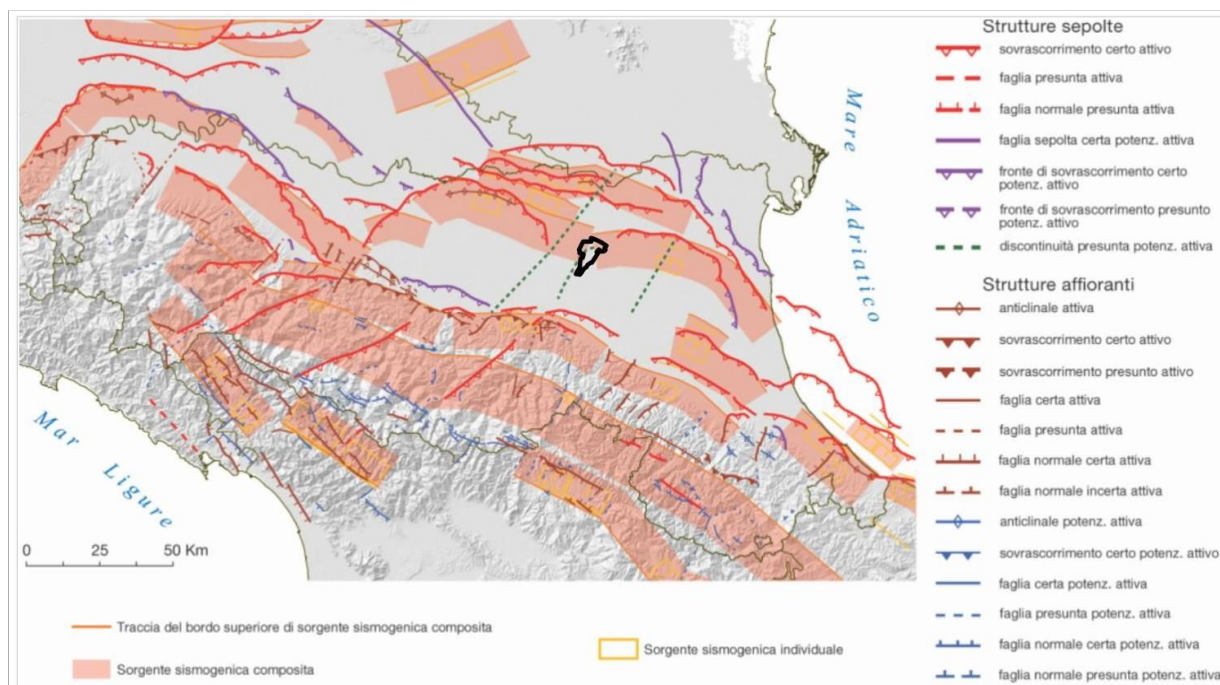 Strutture sepolte
sovrascorrimento certo attivo
faglia presunta attiva
faglia normale presunta attiva
faglia sepolta certa potenz. attiva
fronte di sovrascorrimento certo
potenz. attivo
fronte di sovrascorrimento presunto
potenz. attivo
discontinuità presunta potenz. attiva
Strutture affioranti
anticlinale attiva
sovrascorrimento certo attivo
sovrascorrimento presunto attivo
faglia certa attiva
faglia presunta attiva
faglia normale certa attiva
faglia normale incerta attiva
anticlinale potenz. attiva
sovrascorrimento certo potenz. attivo
faglia certa potenz. attiva
faglia presunta potenz. attiva
faglia normale certa potenz. attiva
faglia normale presunta potenz. attiva
Mare Adriatico
Mar Ligure
0 25 50 Km
Traccia del bordo superiore di sorgente sismogenica composita
Sorgente sismogenica composita
Sorgente sismogenica individuale